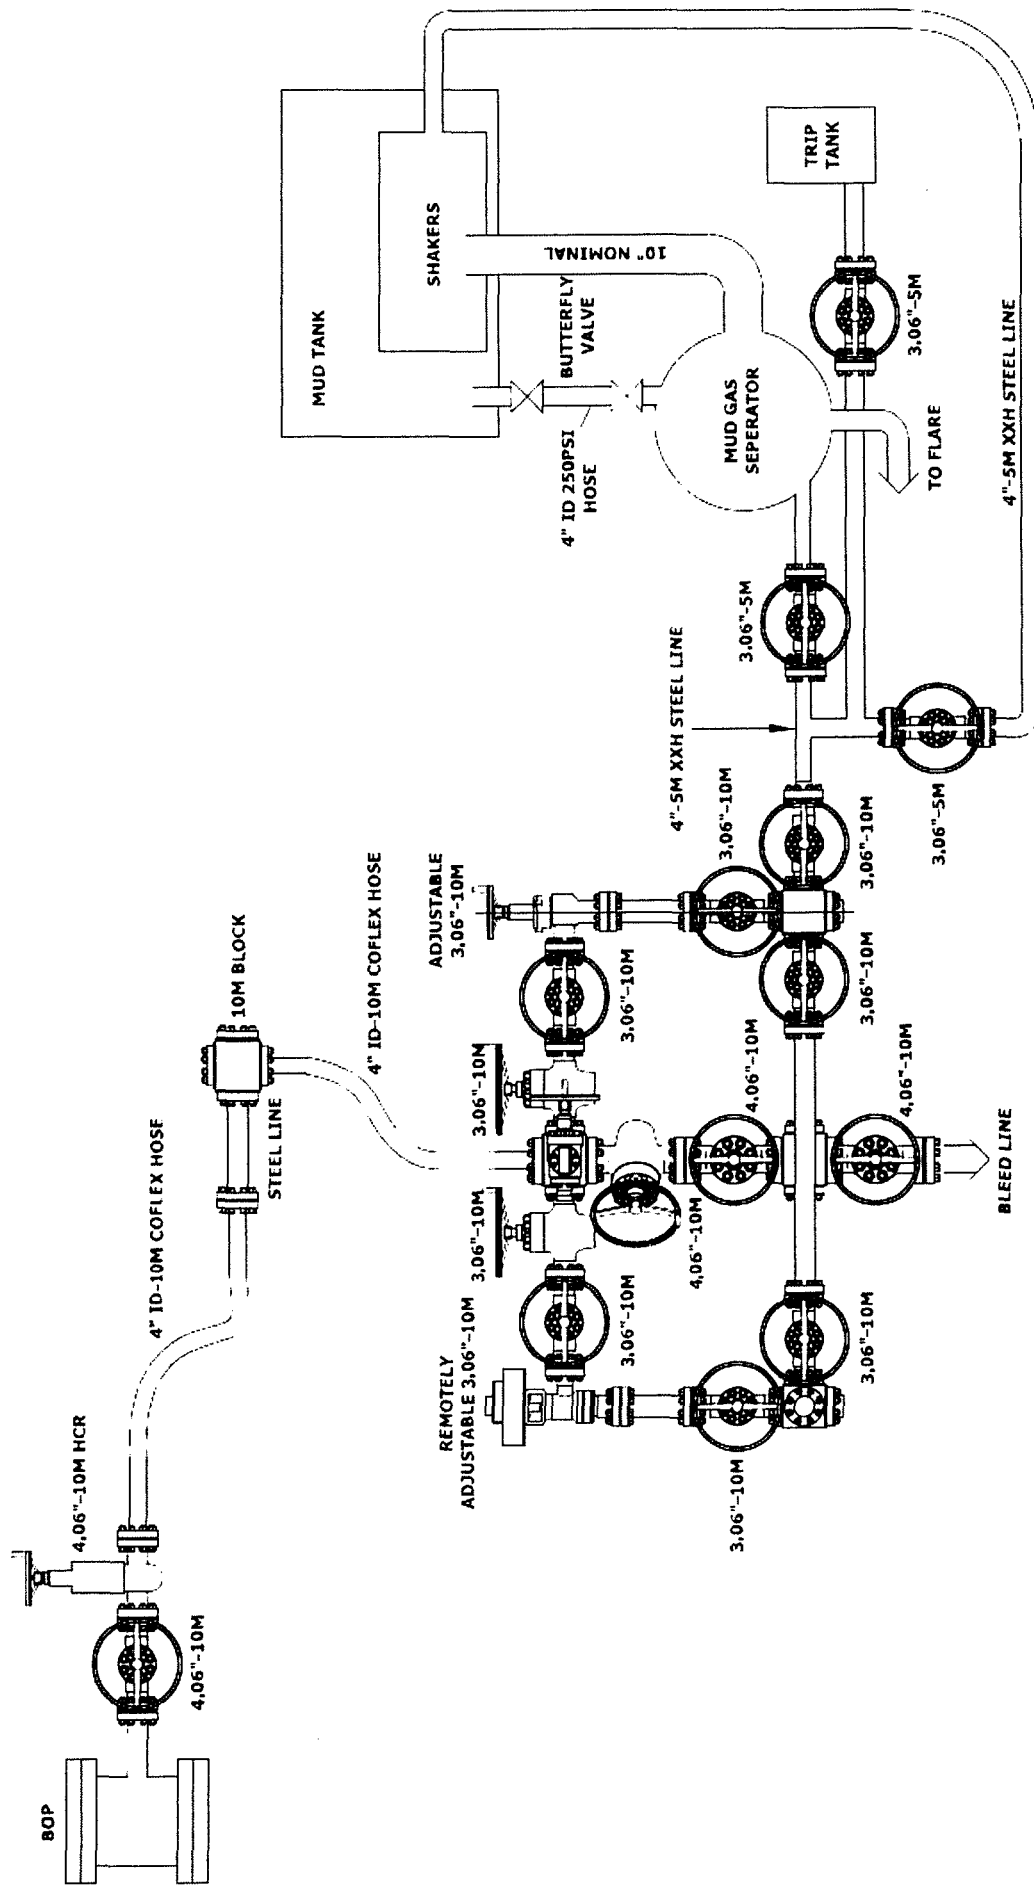 BOP
4.06"-10M
4.06"-10M HCR
4" ID-10M COFLEX HOSE
STEEL LINE
10M BLOCK
4" ID-10M COFLEX HOSE
MUD TANK
SHAKERS
10" NOMINAL
BUTTERFLY
VALVE
4" ID 250PSI
HOSE
MUD GAS
SEPERATOR
TRIP
TANK
3.06"-5M
TO FLARE
4"-5M XXH STEEL LINE
REMOTELY
ADJUSTABLE 3.06"-10M
3.06"-10M
3.06"-10M
ADJUSTABLE
3.06"-10M
3.06"-10M
4.06"-10M
3.06"-10M
4"-5M XXH STEEL LINE
3.06"-5M
3.06"-10M
4.06"-10M
3.06"-10M
3.06"-10M
4.06"-10M
3.06"-10M
3.06"-10M
3.06"-5M
BLEED LINE